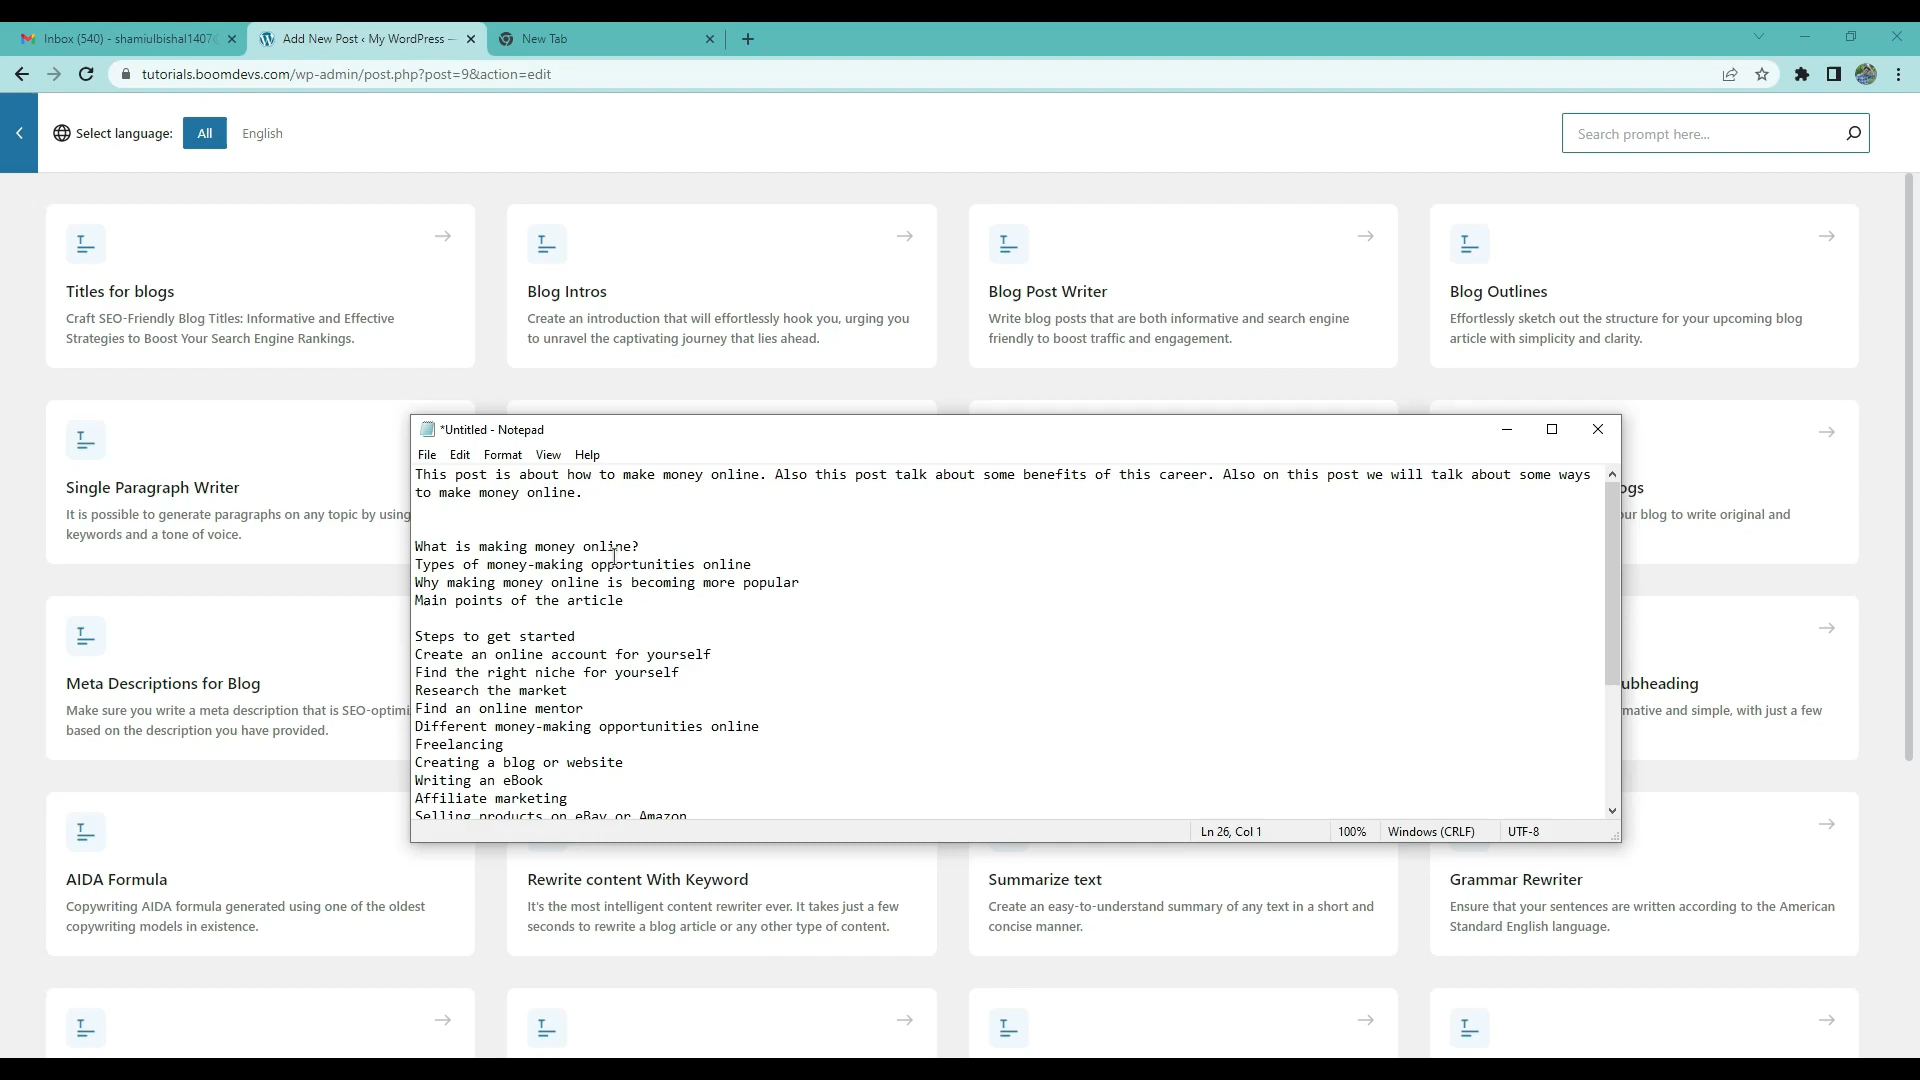 Inbox (540) - shamiulbishal1407
Add New Post ‹ My WordPress —
New Tab
tutorials.boomdevs.com/wp-admin/post.php?post=9&action=edit
Select language:
All
English
Search prompt here...
Titles for blogs
Craft SEO-Friendly Blog Titles: Informative and Effective
Strategies to Boost Your Search Engine Rankings.
Blog Intros
Create an introduction that will effortlessly hook you, urging you
to unravel the captivating journey that lies ahead.
Blog Post Writer
Write blog posts that are both informative and search engine
friendly to boost traffic and engagement.
Blog Outlines
Effortlessly sketch out the structure for your upcoming blog
article with simplicity and clarity.
Single Paragraph Writer
It is possible to generate paragraphs on any topic by using
keywords and a tone of voice.
ogs
ur blog to write original and
*Untitled - Notepad
File Edit Format View Help
This post is about how to make money online. Also this post talk about some benefits of this career. Also on this post we will talk about some ways
to make money online.
What is making money online?
Types of money-making opportunities online
Why making money online is becoming more popular
Main points of the article
Steps to get started
Create an online account for yourself
Find the right niche for yourself
Research the market
Find an online mentor
Different money-making opportunities online
Freelancing
Creating a blog or website
Writing an eBook
Affiliate marketing
Selling products on eBay or Amazon
Ln 26, Col 1
100%
Windows (CRLF)
UTF-8
Meta Descriptions for Blog
Make sure you write a meta description that is SEO-optimi
based on the description you have provided.
ubheading
mative and simple, with just a few
AIDA Formula
Copywriting AIDA formula generated using one of the oldest
copywriting models in existence.
Rewrite content With Keyword
It's the most intelligent content rewriter ever. It takes just a few
seconds to rewrite a blog article or any other type of content.
Summarize text
Create an easy-to-understand summary of any text in a short and
concise manner.
Grammar Rewriter
Ensure that your sentences are written according to the American
Standard English language.